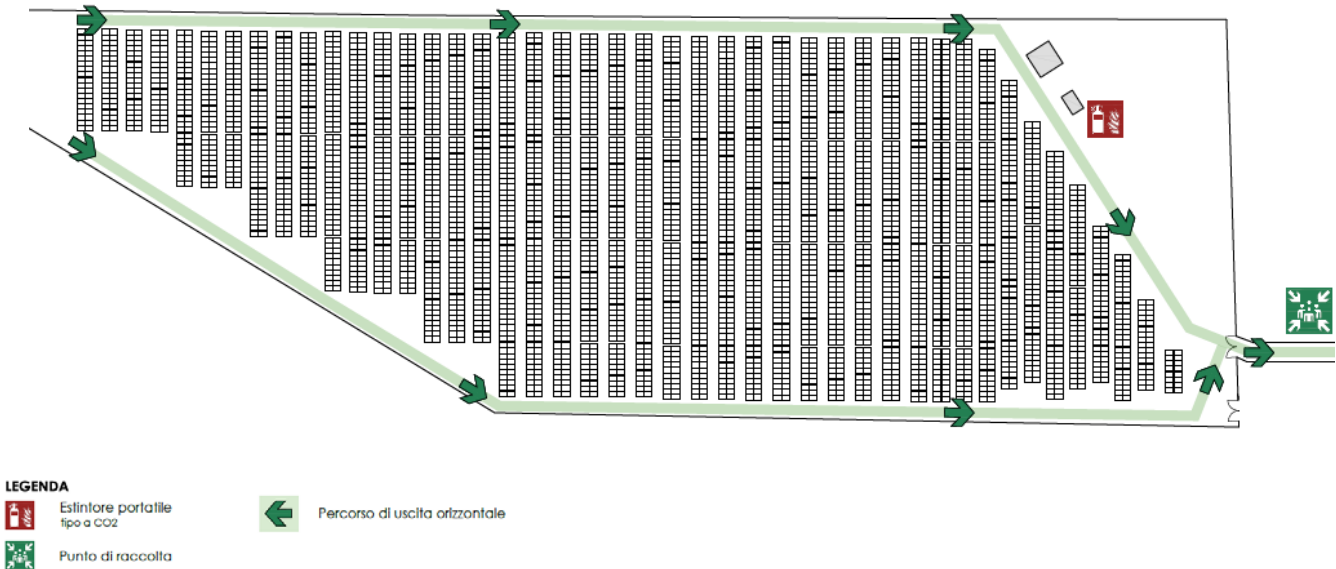 LEGENDA
Estintore portatile
tipo a CO2
Percorso di uscita orizzontale
Punto di raccolta